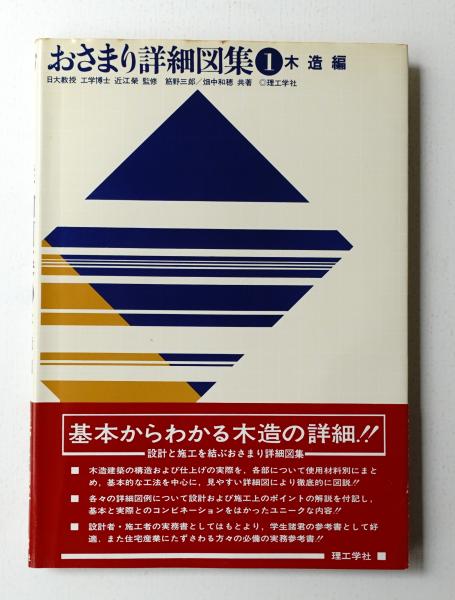 おさまり詳細図集❶木造編
日大教授 工学博士 近江榮 監修 筋野三郎／畑中和穂 共著 ◎理工学社
基本からわかる木造の詳細!!
設計と施工を結ぶおさまり詳細図集
■ 木造建築の構造および仕上げの実際を、各部について使用材料別にまと
め，基本的な工法を中心に，見やすい詳細図により徹底的に図説!!
■ 各々の詳細図例について設計および施工上のポイントの解説を付記し，
基本と実際とのコンビネーションをはかったユニークな内容!!
■ 設計者・施工者の実務書としてはもとより，学生諸君の参考書として好
適，また住宅産業にたずさわる方々の必備の実務参考書!!
理工学社 ■